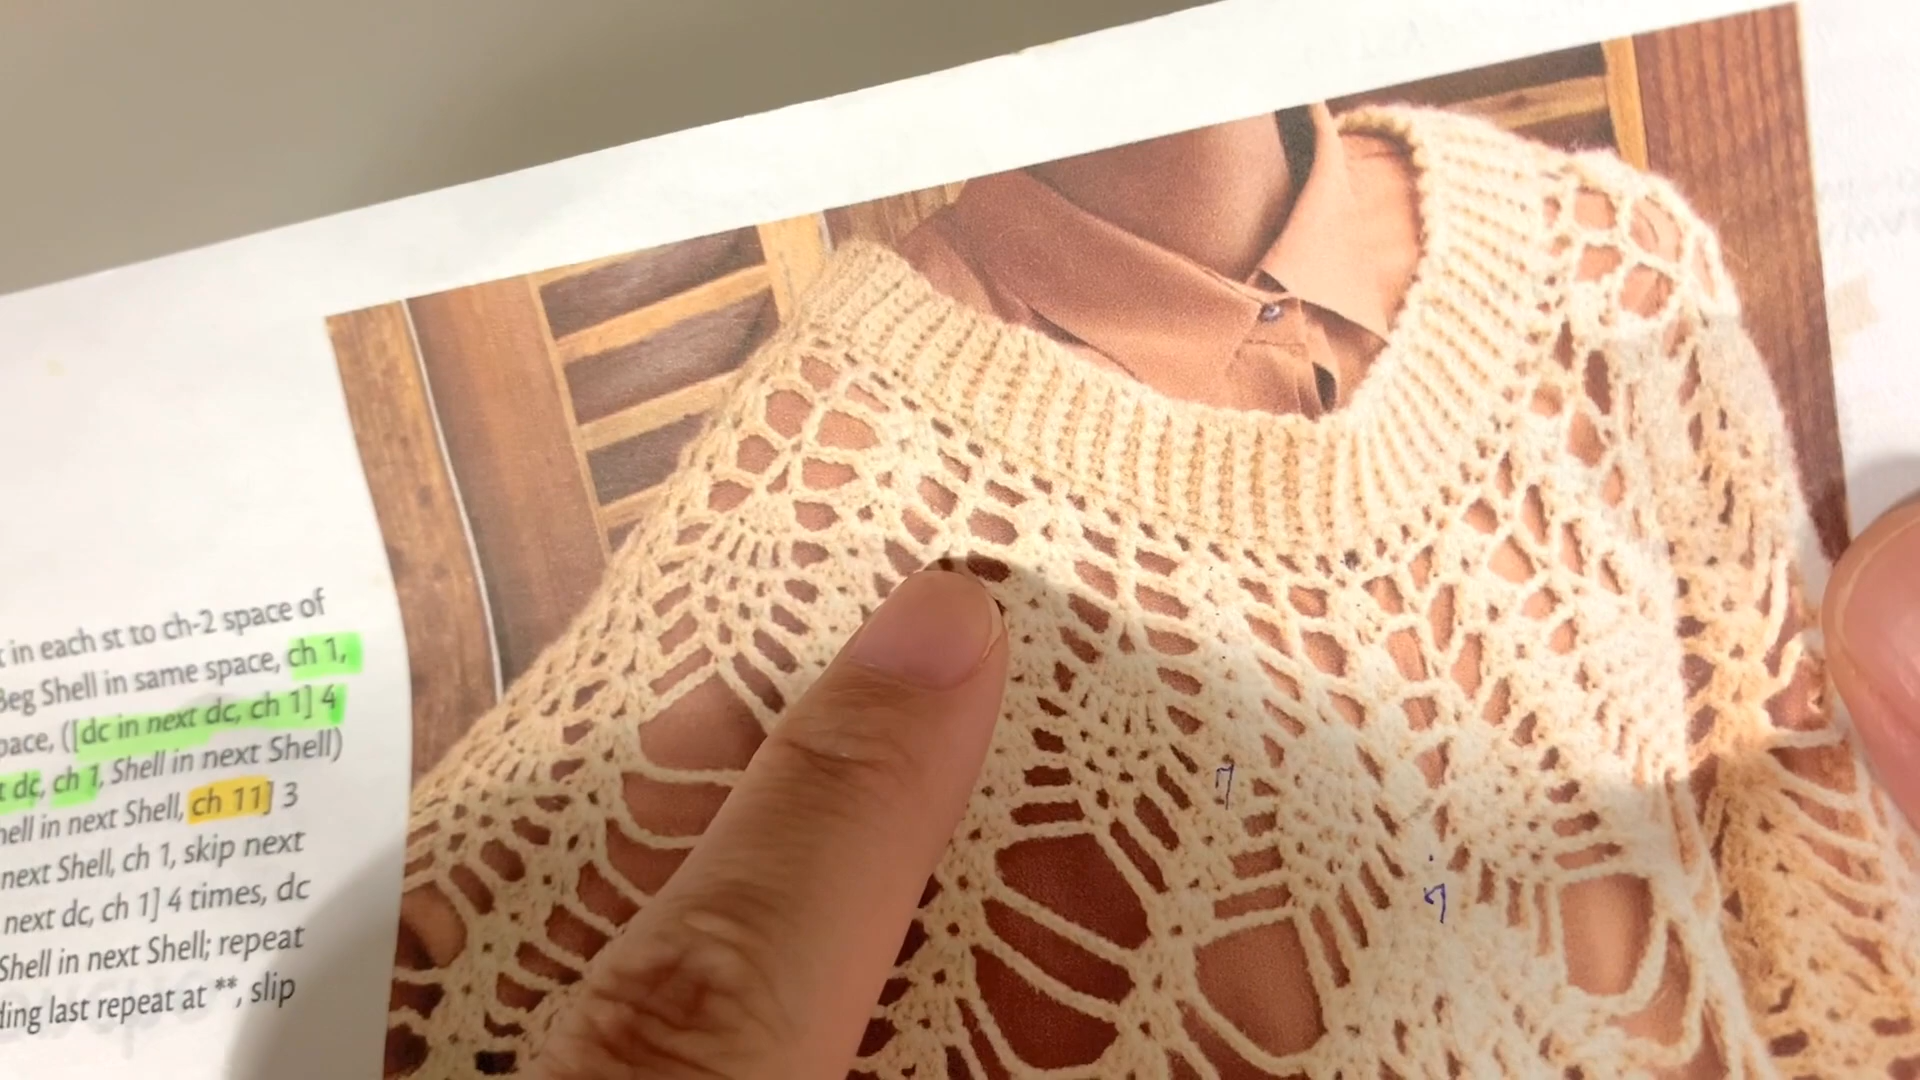 in each st to ch-2 space of
Beg Shell in same space, ch 1,
([dc in next dc, ch 1] 4
dc, ch 1, Shell in next Shell)
in next Shell, ch 11] 3
next Shell, ch 1, skip next
next dc, ch 1] 4 times, dc
Shell in next Shell; repeat
last repeat at **, slip
7
7